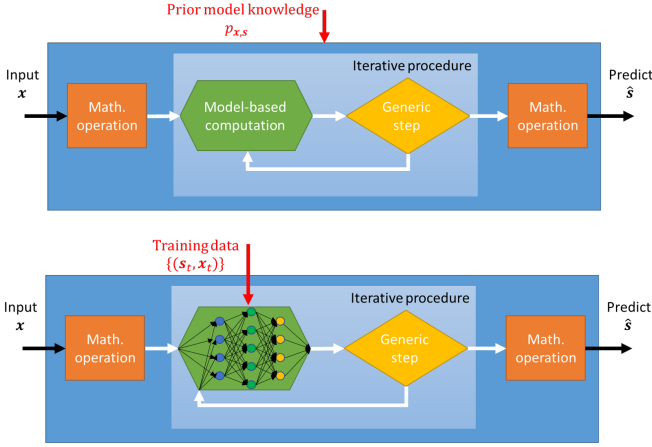 Prior model knowledge
p_{x,s}
Iterative procedure
Input
x
Math.
operation
Model-based
computation
Generic
step
Math.
operation
Predict
ŝ
Training data
{(s_t, x_t)}
Iterative procedure
Input
x
Math.
operation
Generic
step
Math.
operation
Predict
ŝ